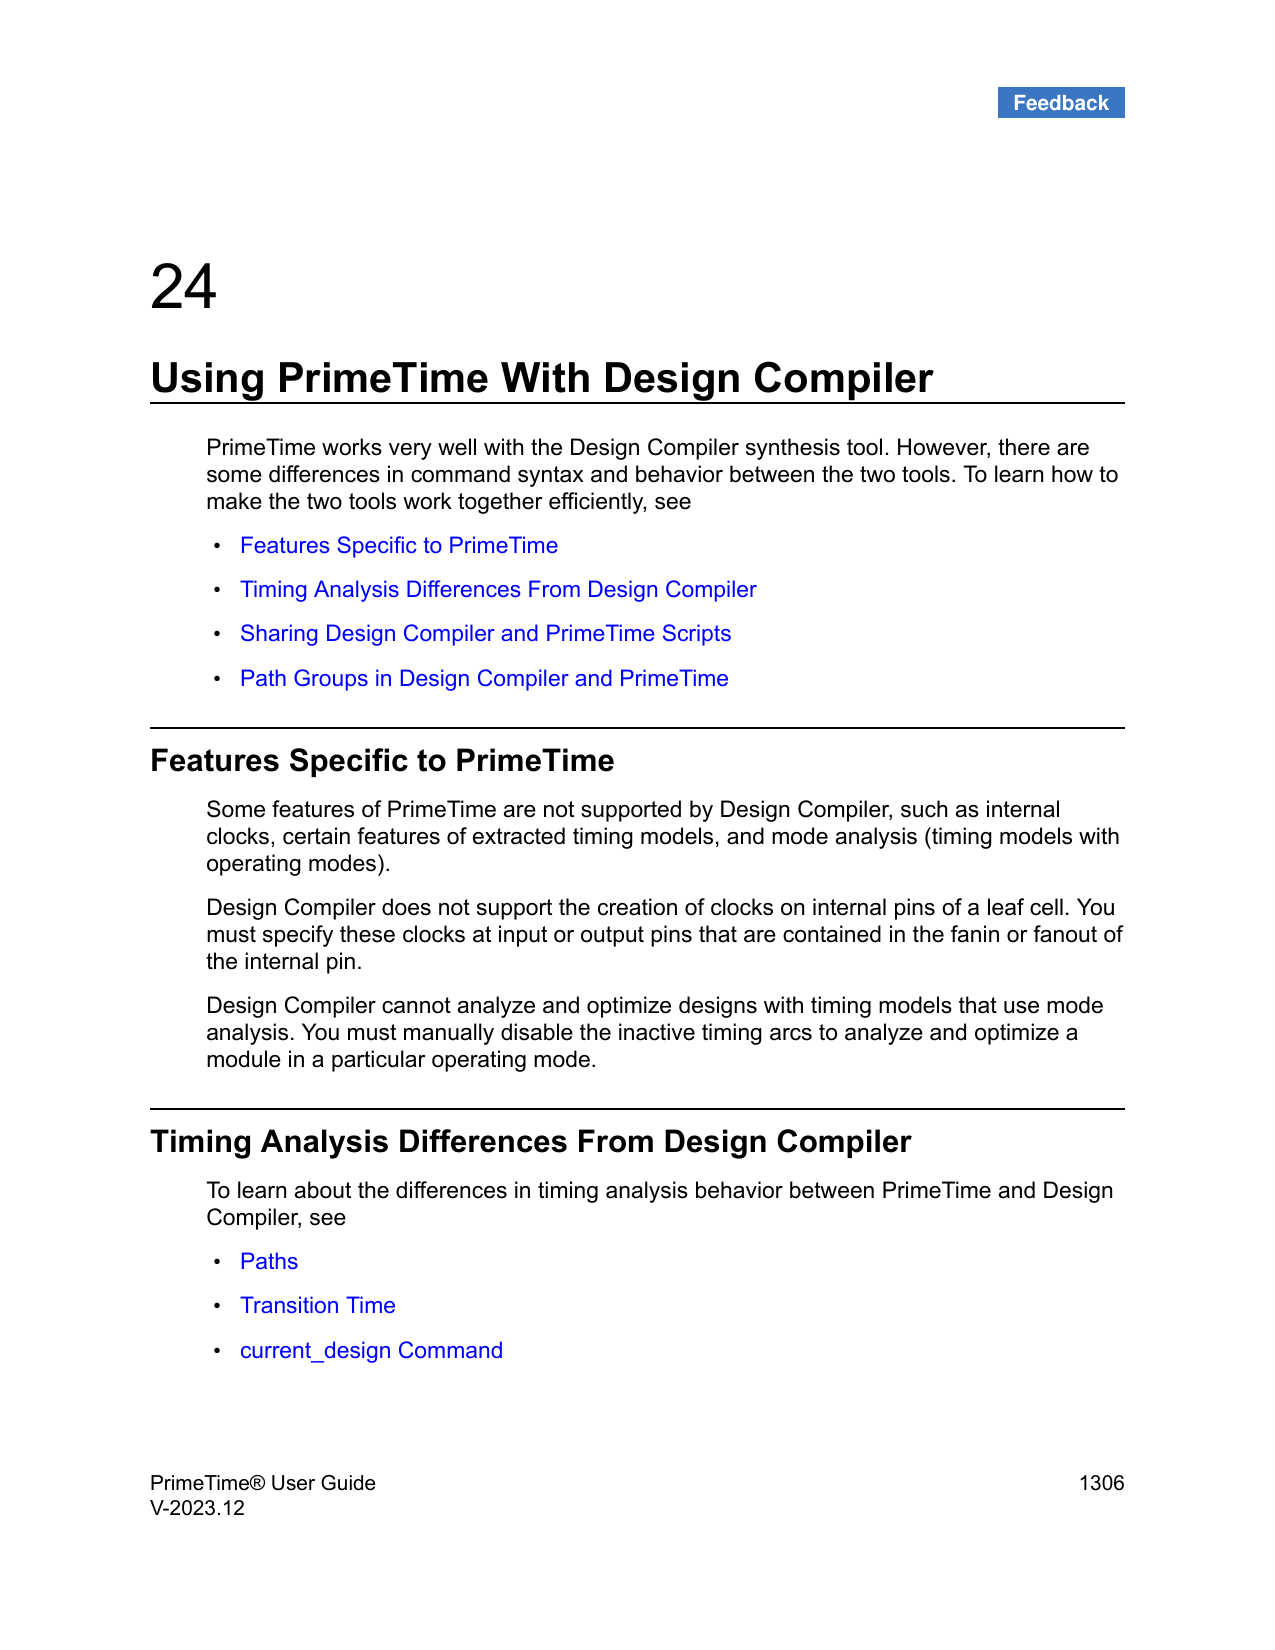 Feedback
24
Using PrimeTime With Design Compiler
PrimeTime works very well with the Design Compiler synthesis tool. However, there are
some differences in command syntax and behavior between the two tools. To learn how to
make the two tools work together efficiently, see
• Features Specific to PrimeTime
• Timing Analysis Differences From Design Compiler
• Sharing Design Compiler and PrimeTime Scripts
• Path Groups in Design Compiler and PrimeTime
Features Specific to PrimeTime
Some features of PrimeTime are not supported by Design Compiler, such as internal
clocks, certain features of extracted timing models, and mode analysis (timing models with
operating modes).
Design Compiler does not support the creation of clocks on internal pins of a leaf cell. You
must specify these clocks at input or output pins that are contained in the fanin or fanout of
the internal pin.
Design Compiler cannot analyze and optimize designs with timing models that use mode
analysis. You must manually disable the inactive timing arcs to analyze and optimize a
module in a particular operating mode.
Timing Analysis Differences From Design Compiler
To learn about the differences in timing analysis behavior between PrimeTime and Design
Compiler, see
• Paths
• Transition Time
• current_design Command
PrimeTime® User Guide 1306
V-2023.12